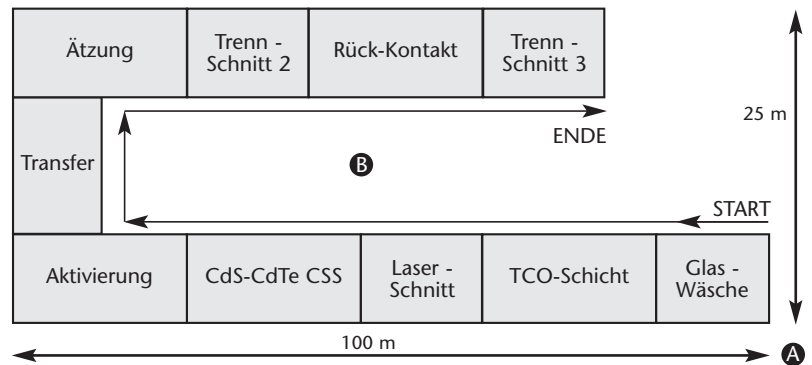 Ätzung
Trenn -
Schnitt 2
Rück-Kontakt
Trenn -
Schnitt 3
25 m
ENDE
Transfer
B
START
Aktivierung
CdS-CdTe CSS
Laser -
Schnitt
TCO-Schicht
Glas -
Wäsche
100 m
A